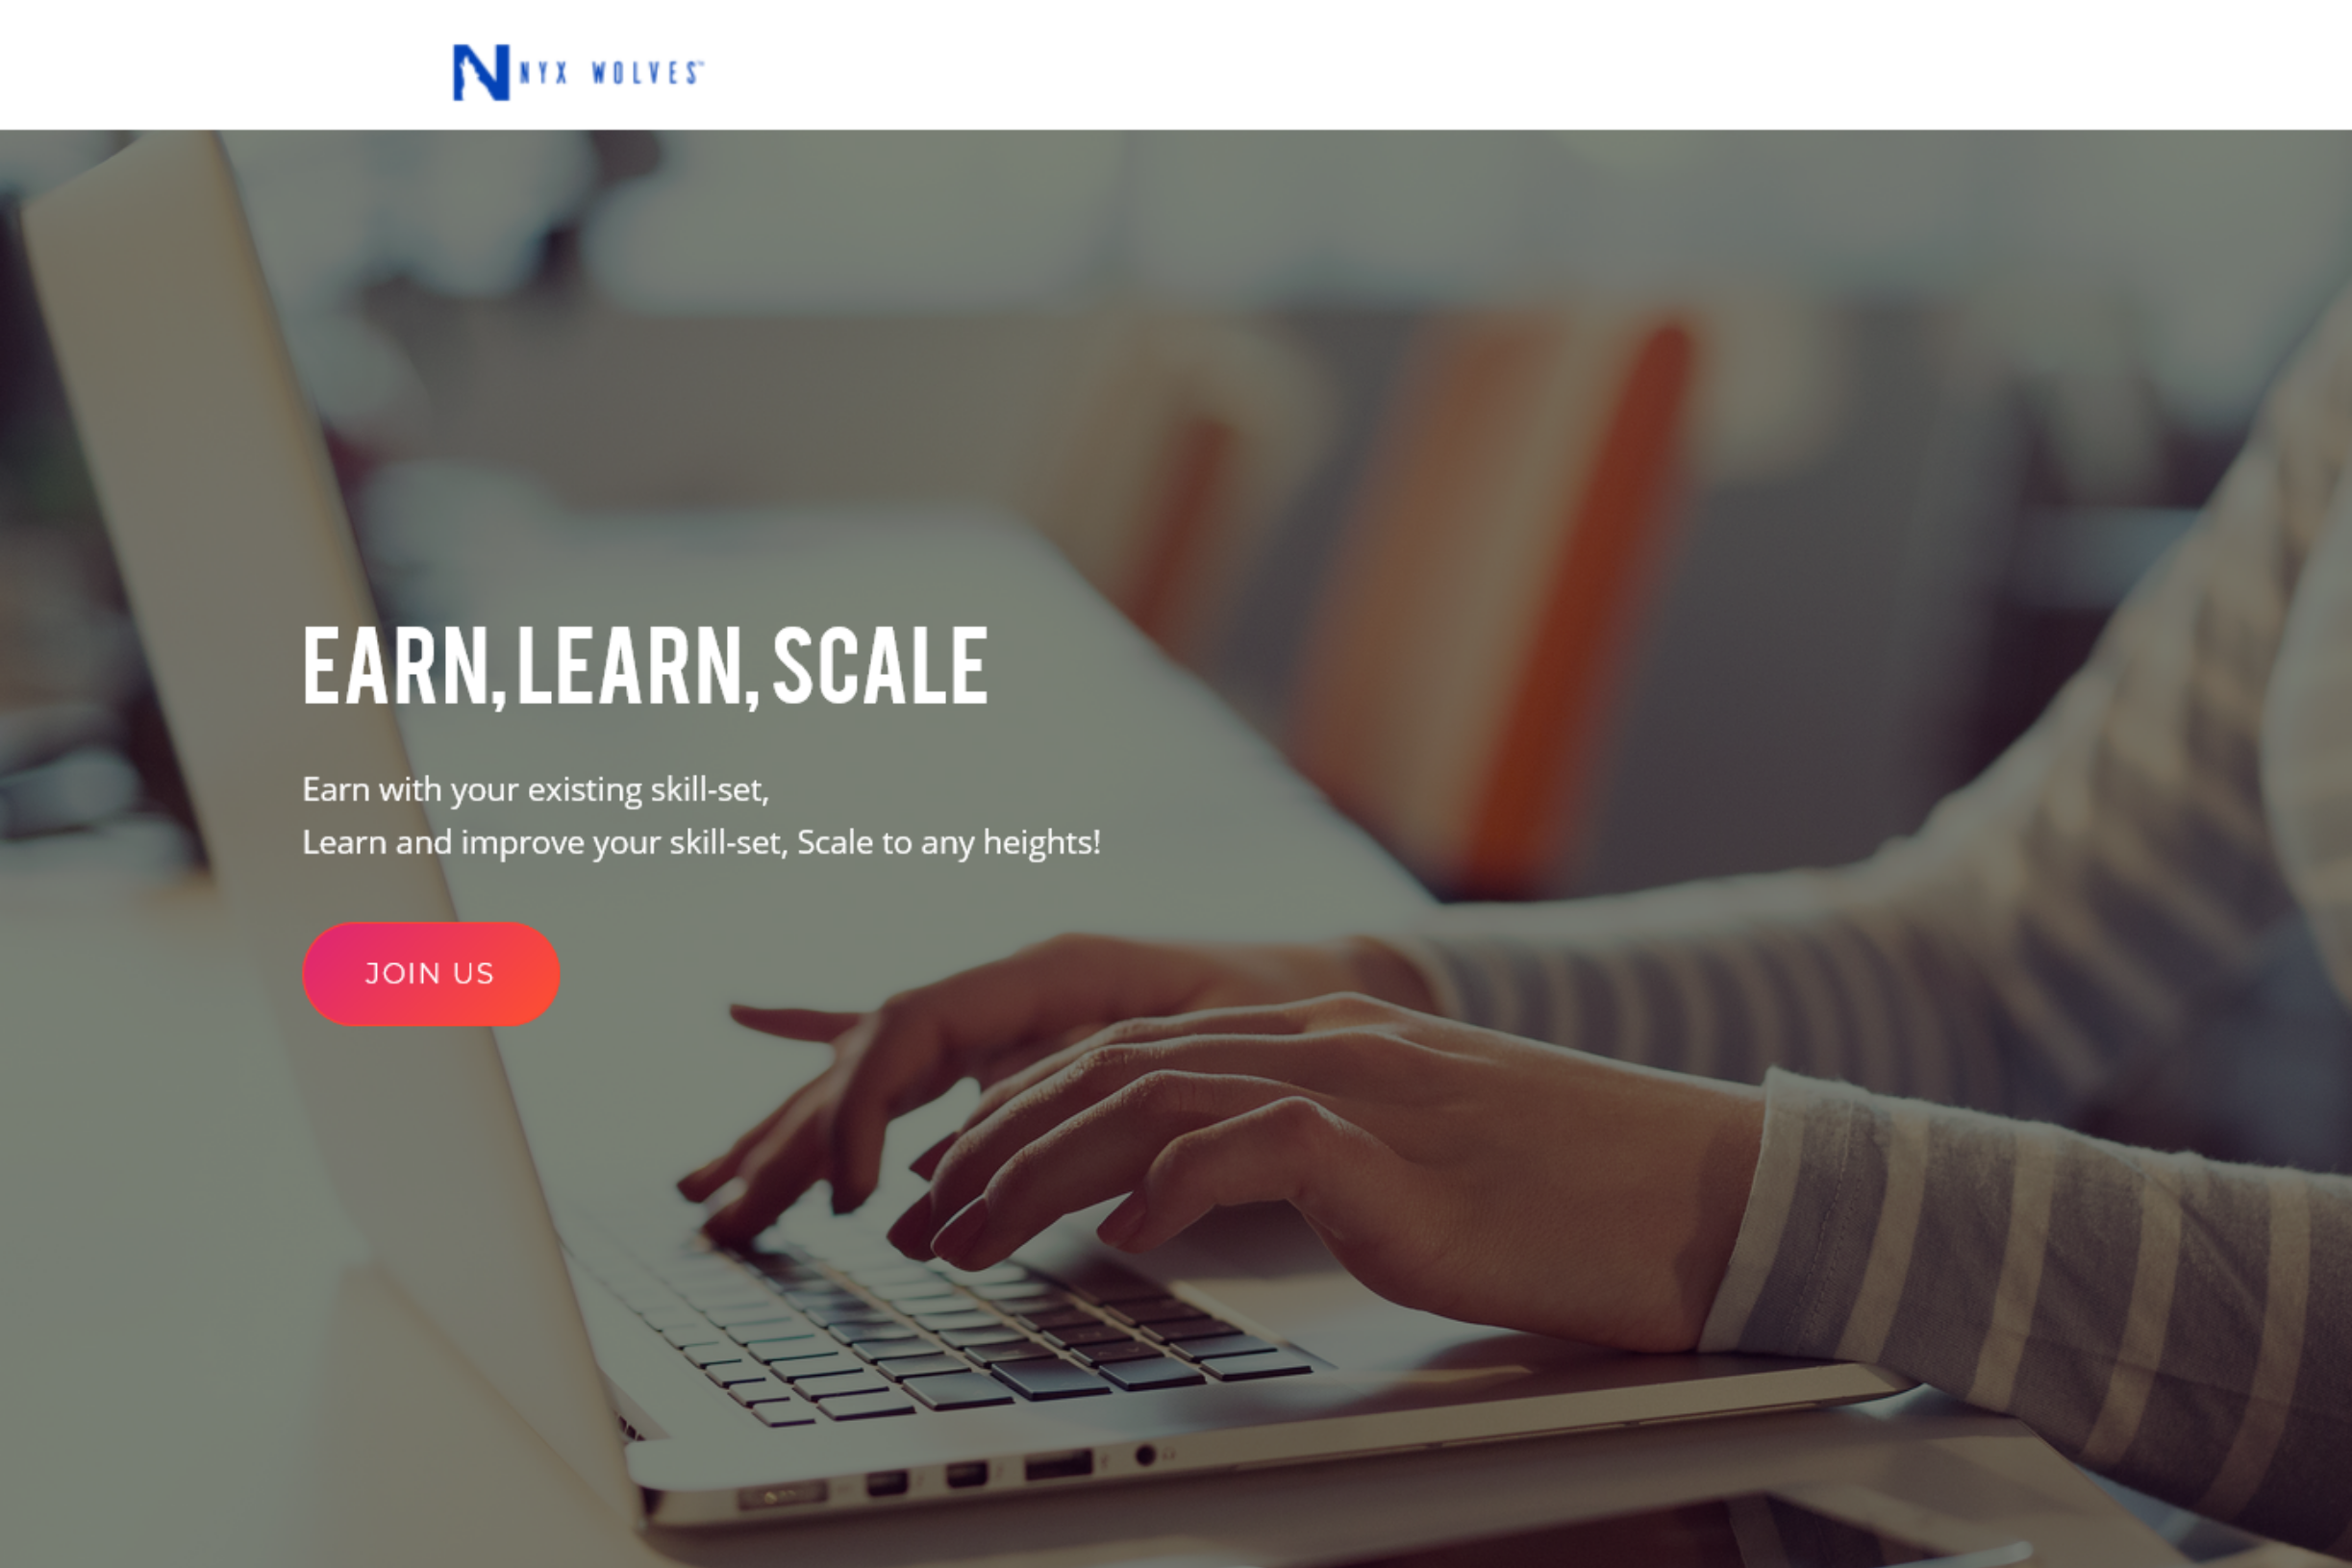 NYX WOLVES™
EARN, LEARN, SCALE
Earn with your existing skill-set,
Learn and improve your skill-set, Scale to any heights!
JOIN US